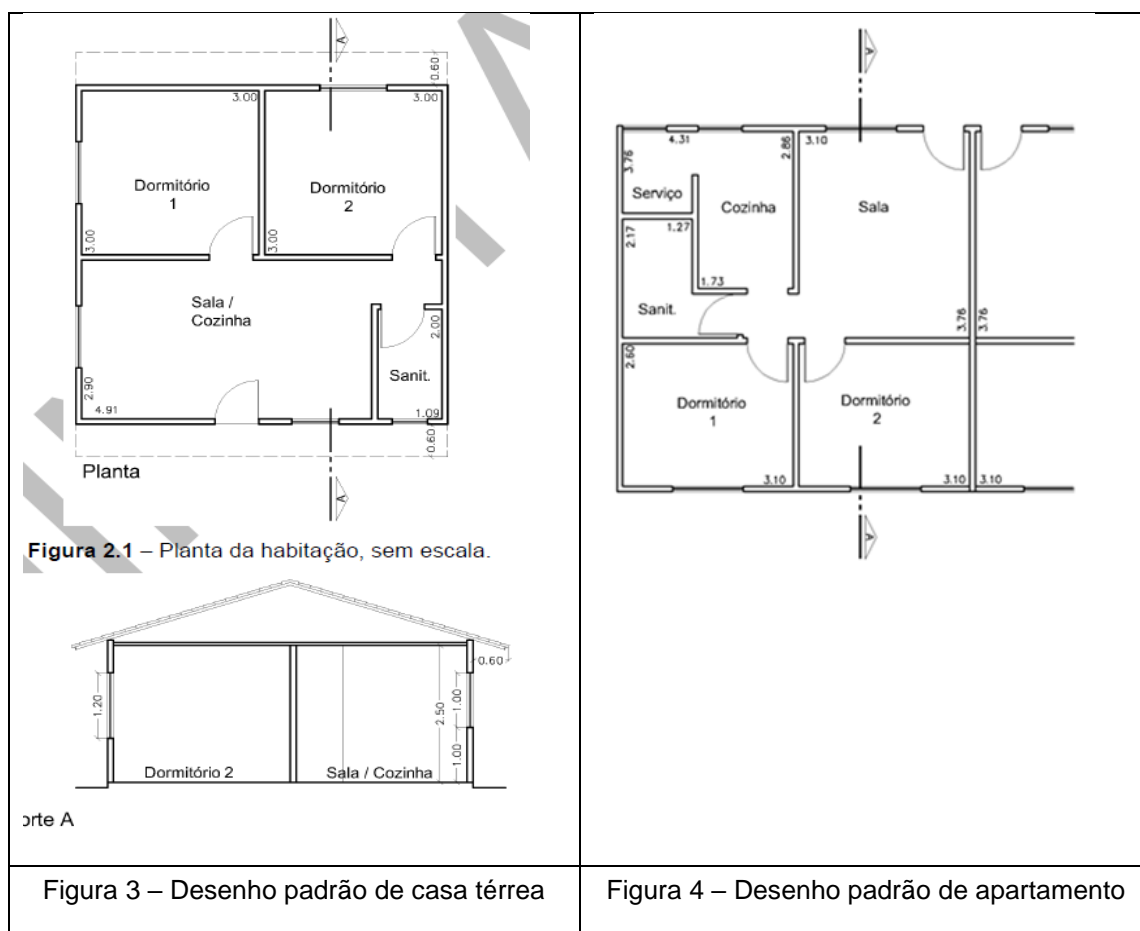 A
0.60
3.00
3.00
Dormitório
1
Dormitório
2
3.00
3.00
Sala /
Cozinha
2.00
Sanit.
2.90
4.91
1.09
0.60
Planta
A
Figura 2.1 – Planta da habitação, sem escala.
0.60
1.20
2.50
1.00
1.00
Dormitório 2
Sala / Cozinha
orte A
Figura 3 – Desenho padrão de casa térrea
A
4.31
2.86
3.10
3.76
Serviço
Cozinha
Sala
2.17
1.27
1.73
Sanit.
3.76
3.76
2.60
Dormitório
1
Dormitório
2
3.10
3.10
3.10
A
Figura 4 – Desenho padrão de apartamento